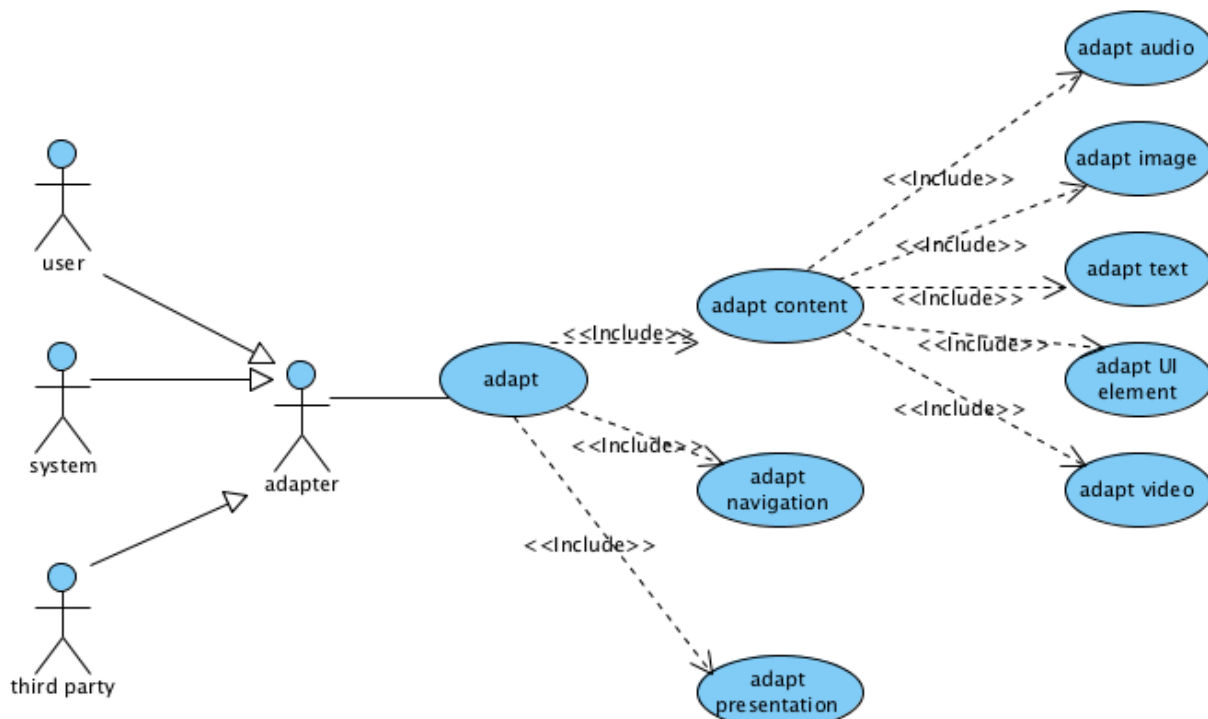 adapt audio
<<Include>>
adapt image
user
<<Include>>
adapt text
adapt content
<<Include>>
<<Include>>
<<Include>>
adapt UI
element
adapt
<<Include>>
system
adapter
<<Include>>
adapt
navigation
adapt video
<<Include>>
third party
adapt
presentation